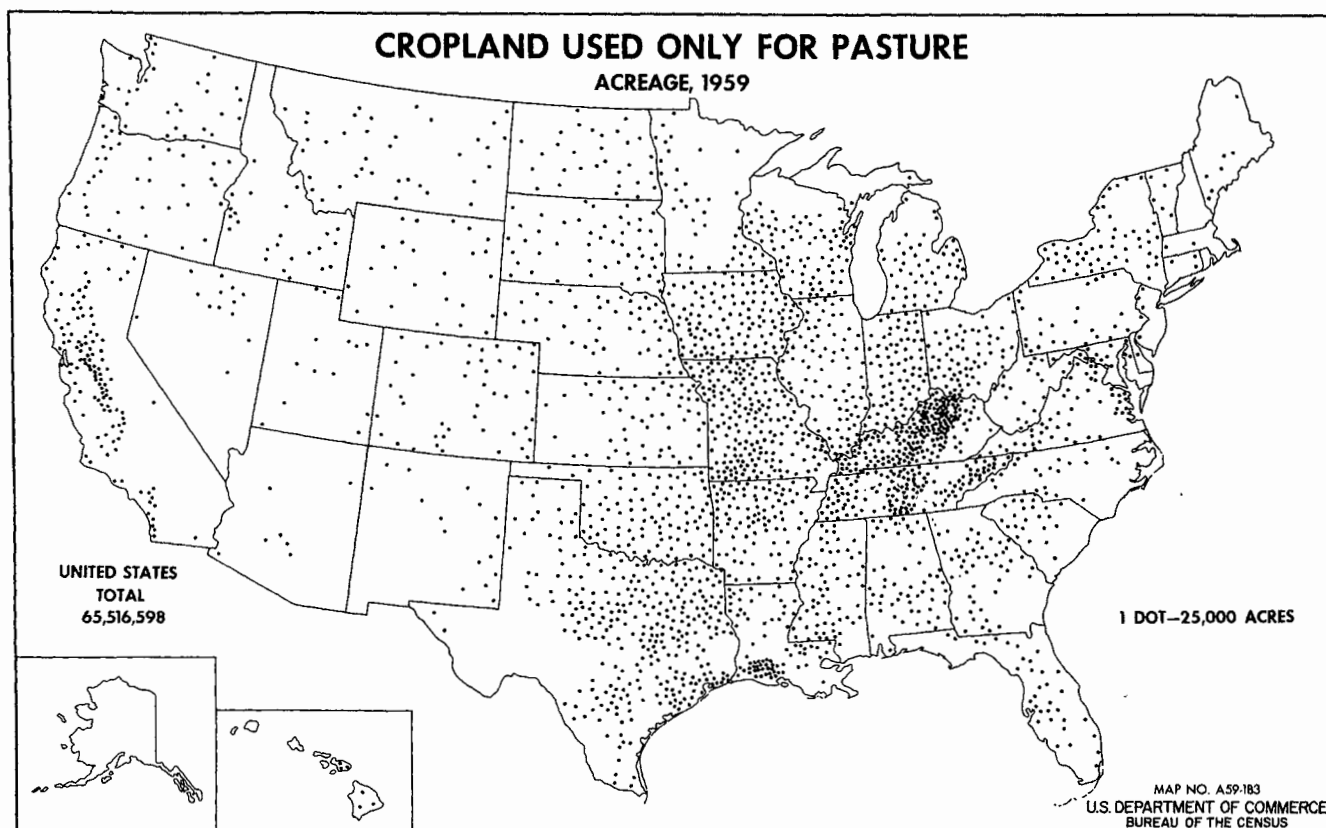 CROPLAND USED ONLY FOR PASTURE
ACREAGE, 1959
UNITED STATES
TOTAL
65,516,598
1 DOT—25,000 ACRES
MAP NO. A59-183
U.S. DEPARTMENT OF COMMERCE
BUREAU OF THE CENSUS